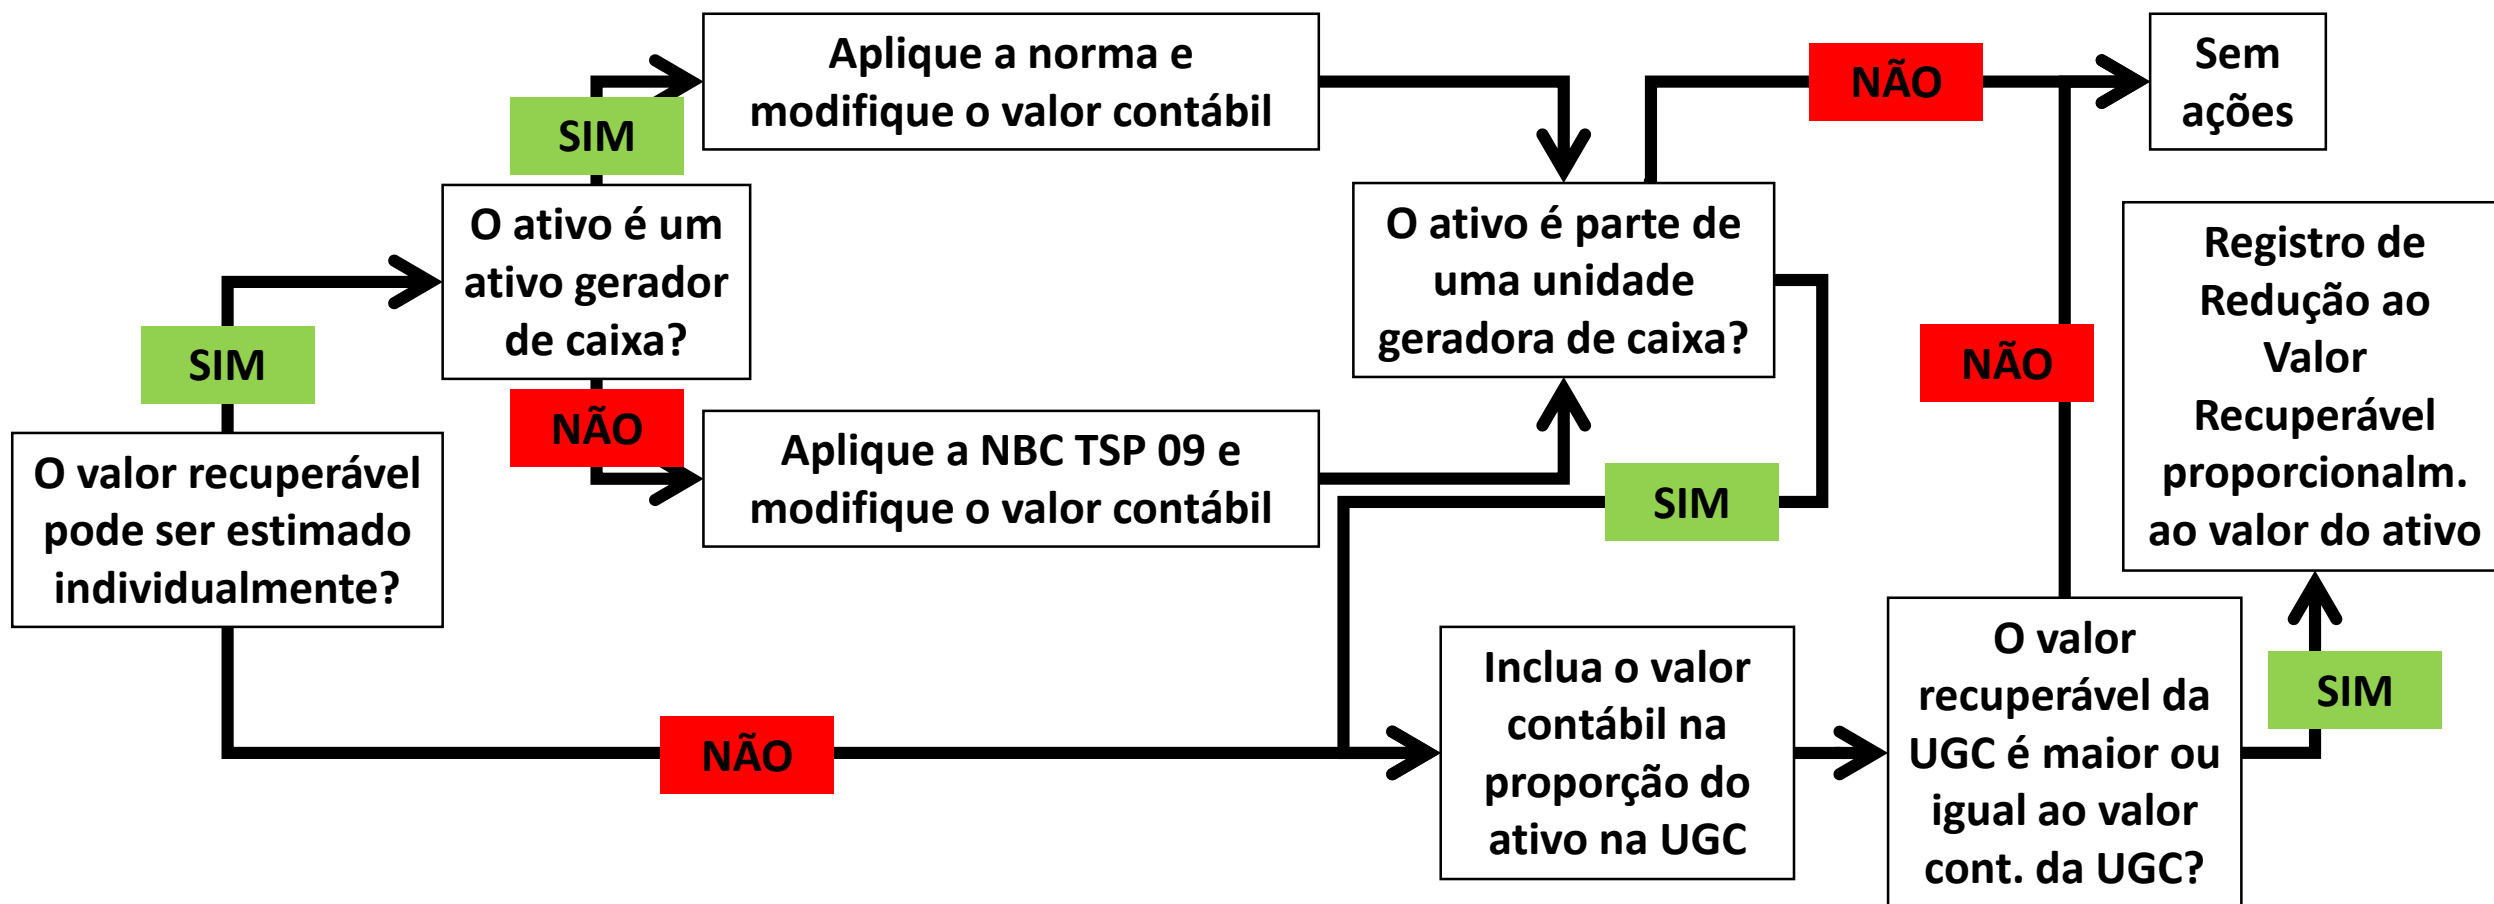 Aplique a norma e
modifique o valor contábil
NÃO
Sem
ações
SIM
O ativo é um
ativo gerador
de caixa?
O ativo é parte de
uma unidade
geradora de caixa?
Registro de
Redução ao
Valor
Recuperável
proporcionalm.
ao valor do ativo
SIM
NÃO
NÃO
Aplique a NBC TSP 09 e
modifique o valor contábil
SIM
O valor recuperável
pode ser estimado
individualmente?
NÃO
Inclua o valor
contábil na
proporção do
ativo na UGC
O valor
recuperável da
UGC é maior ou
igual ao valor
cont. da UGC?
SIM